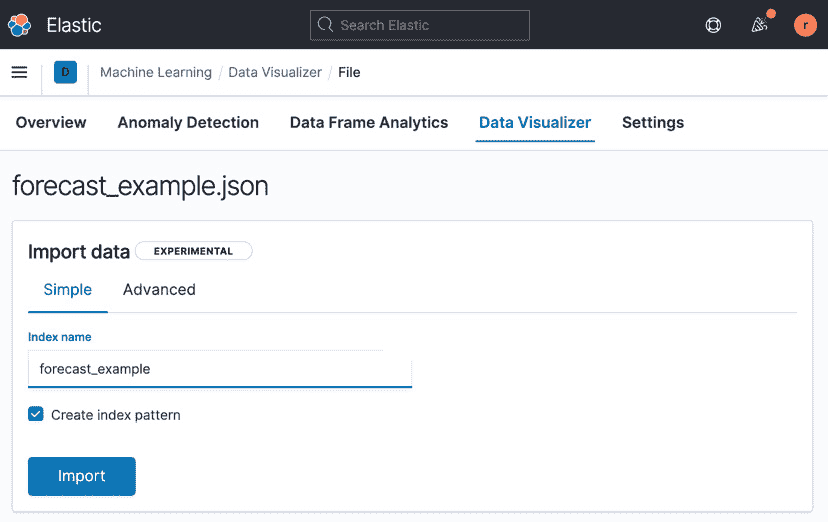 Elastic
Search Elastic
r
D
Machine Learning / Data Visualizer / File
Overview Anomaly Detection Data Frame Analytics Data Visualizer Settings
forecast_example.json
Import data EXPERIMENTAL
Simple Advanced
Index name
forecast_example
Create index pattern
Import